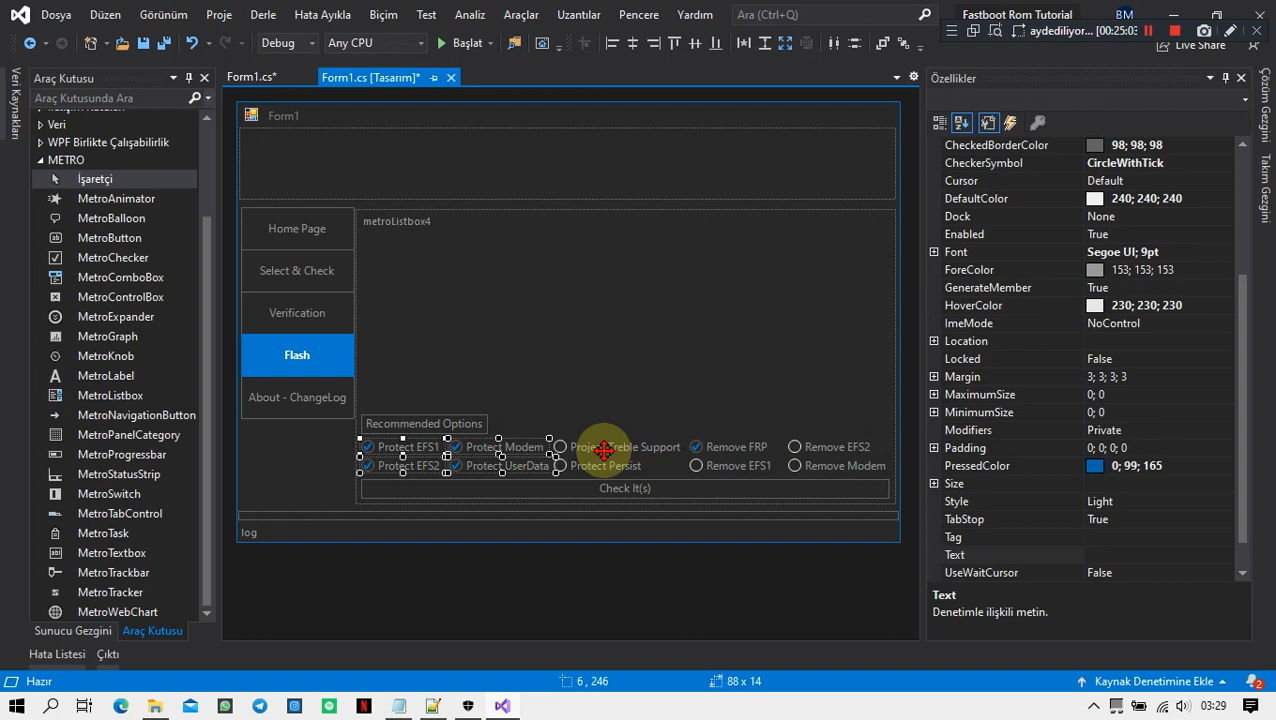 Dosya Düzen Görünüm Proje Derle Hata Ayıkla Biçim Test Analiz Araçlar Uzantılar Pencere Yardım Ara (Ctrl+Q) Fastboot Rom Tutorial BM
Debug Any CPU Başlat aydediliyor... [00:25:0
Live Share
Veri Kaynakları
Araç Kutusu
Araç Kutusunda Ara
Veri
WPF Birlikte Çalışabilirlik
METRO
İşaretçi
MetroAnimator
MetroBalloon
MetroButton
MetroChecker
MetroComboBox
MetroControlBox
MetroExpander
MetroGraph
MetroKnob
MetroLabel
MetroListbox
MetroNavigationButton
MetroPanelCategory
MetroProgressbar
MetroStatusStrip
MetroSwitch
MetroTabControl
MetroTask
MetroTextbox
MetroTrackbar
MetroTracker
MetroWebChart
Sunucu Gezgini Araç Kutusu
Hata Listesi Çıktı
Form1.cs* Form1.cs [Tasarım]*
Form1
Home Page
Select & Check
Verification
Flash
About - ChangeLog
metroListbox4
Recommended Options
Protect EFS1 Protect Modem Remove FRP Remove EFS2
Protect EFS2 Protect UserData Protect Persist Remove EFS1 Remove Modem
Check It(s)
log
Özellikler
CheckedBorderColor 98; 98; 98
CheckerSymbol CircleWithTick
Cursor Default
DefaultColor 240; 240; 240
Dock None
Enabled True
Font Segoe UI; 9pt
ForeColor 153; 153; 153
GenerateMember True
HoverColor 230; 230; 230
ImeMode NoControl
Location
Locked False
Margin 3; 3; 3; 3
MaximumSize 0; 0
MinimumSize 0; 0
Modifiers Private
Padding 0; 0; 0; 0
PressedColor 0; 99; 165
Size
Style Light
TabStop True
Tag
Text
UseWaitCursor False
Text
Denetimle ilişkili metin.
Çözüm Gezgini
Takım Gezgini
Hazır 6 , 246 88 x 14 Kaynak Denetimine Ekle 2
03:29